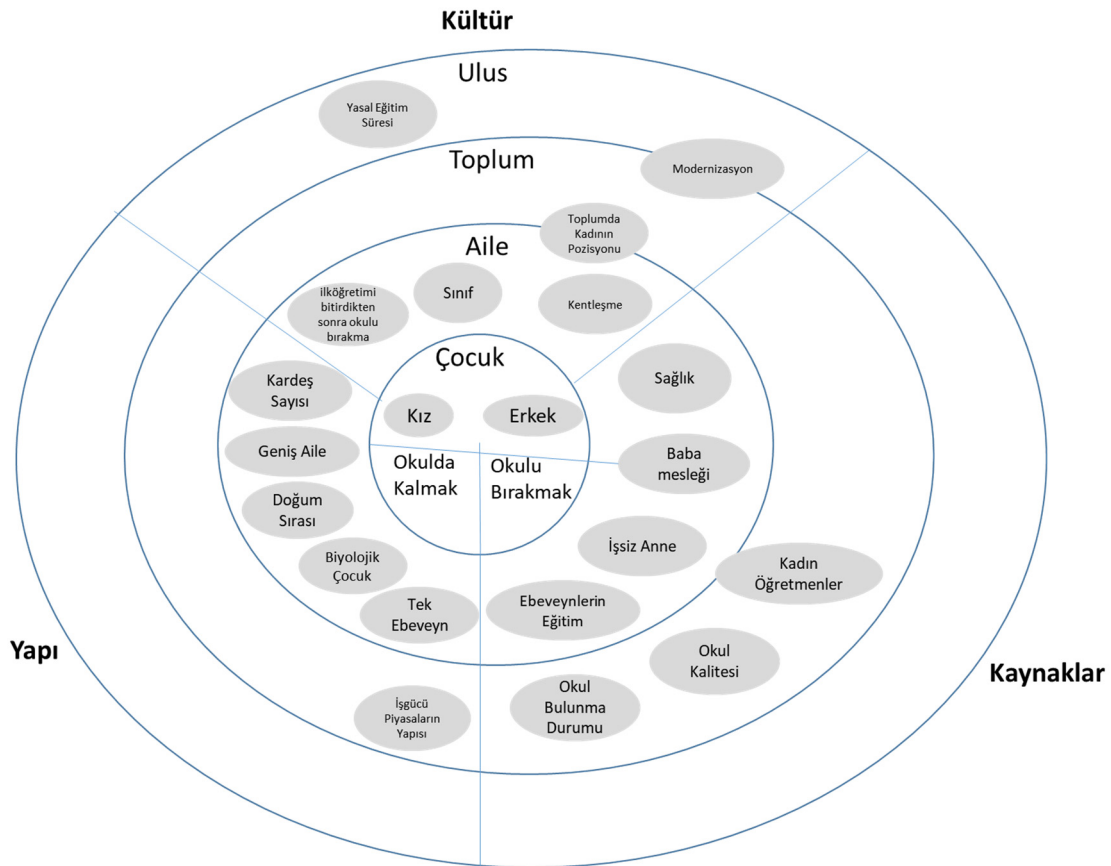 Kültür
Ulus
Yasal Eğitim
Süresi
Toplum
Modernizasyon
Toplumda
Kadının
Pozisyonu
Aile
Sınıf
ilköğretimi
bitirdikten
sonra okulu
bırakma
Kentleşme
Çocuk
Sağlık
Kardeş
Sayısı
Kız
Erkek
Geniş Aile
Okulda
Kalmak
Okulu
Bırakmak
Baba
mesleği
Doğum
Sırası
İşsiz Anne
Biyolojik
Çocuk
Kadın
Öğretmenler
Tek
Ebeveyn
Ebeveynlerin
Eğitim
Yapı
Okul
Kalitesi
Kaynaklar
İşgücü
Piyasaların
Yapısı
Okul
Bulunma
Durumu